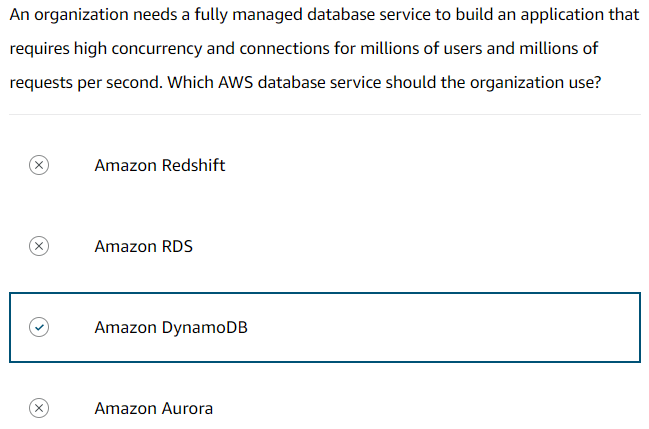 An organization needs a fully managed database service to build an application that
requires high concurrency and connections for millions of users and millions of
requests per second. Which AWS database service should the organization use?
Amazon Redshift
Amazon RDS
Amazon DynamoDB
Amazon Aurora